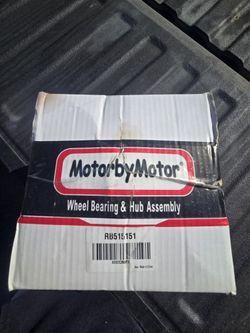 MotorbyMotor®
Wheel Bearing & Hub Assembly
RB515151